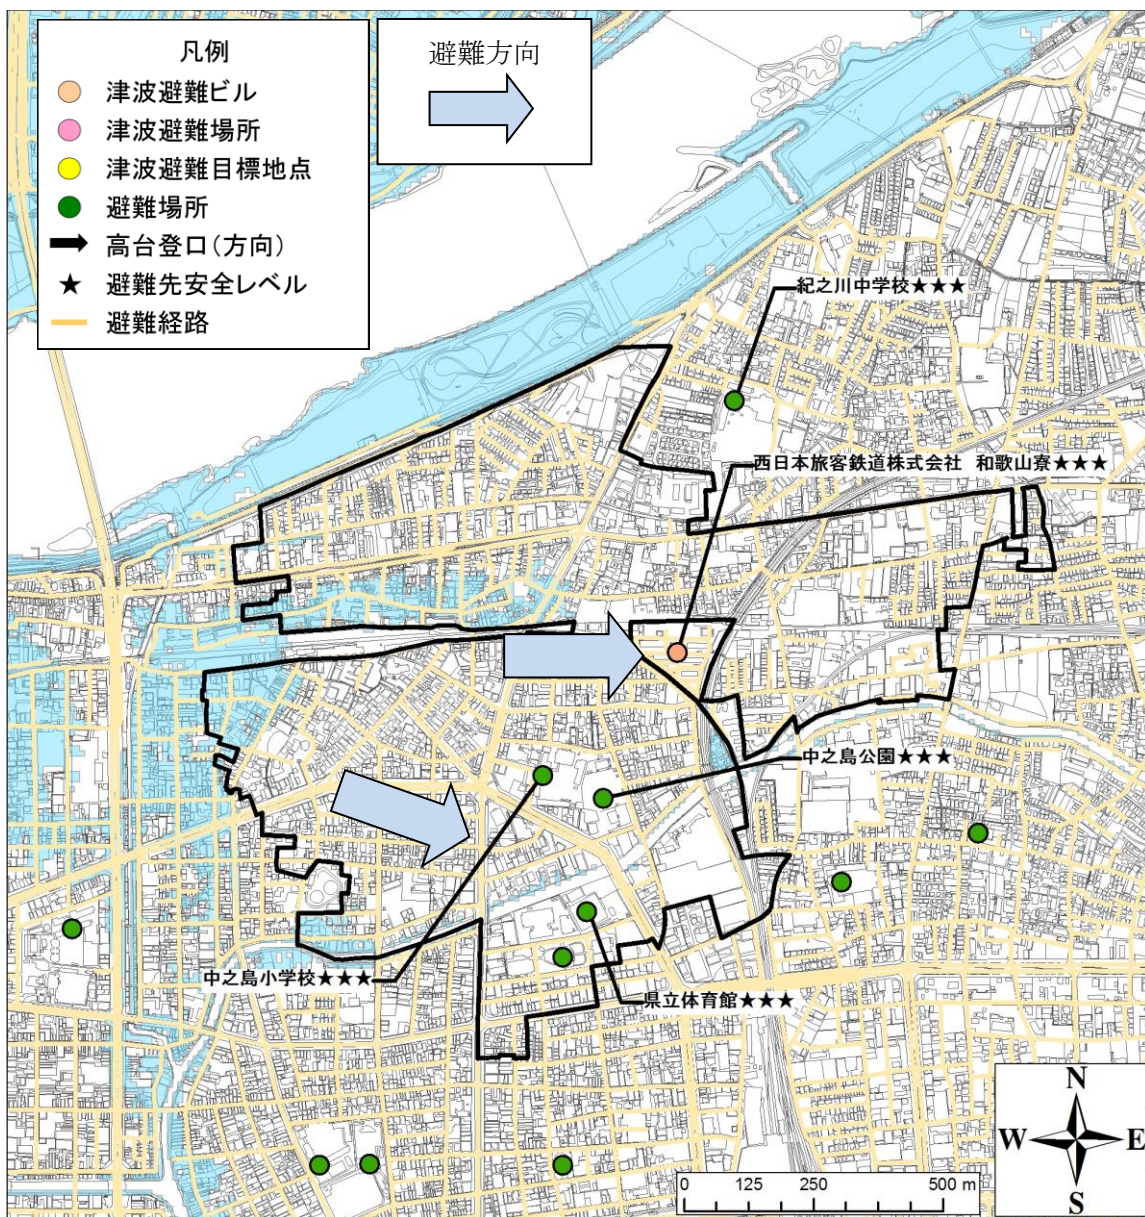 凡例
津波避難ビル
津波避難場所
津波避難目標地点
避難場所
高台登口(方向)
避難先安全レベル
避難経路
避難方向
紀之川中学校★★★
西日本旅客鉄道株式会社 和歌山寮★★★
中之島公園★★★
中之島小学校★★★
県立体育館★★★
N
W E
S
0 125 250 500 m